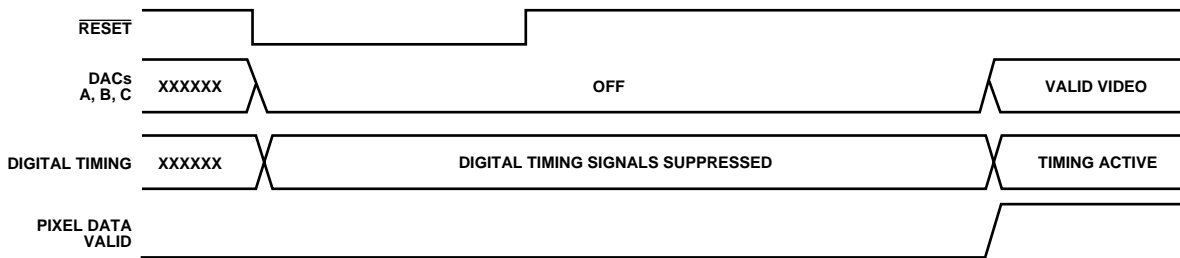 RESET
DACs
A, B, C
XXXXXX
OFF
VALID VIDEO
DIGITAL TIMING
XXXXXX
DIGITAL TIMING SIGNALS SUPPRESSED
TIMING ACTIVE
PIXEL DATA
VALID